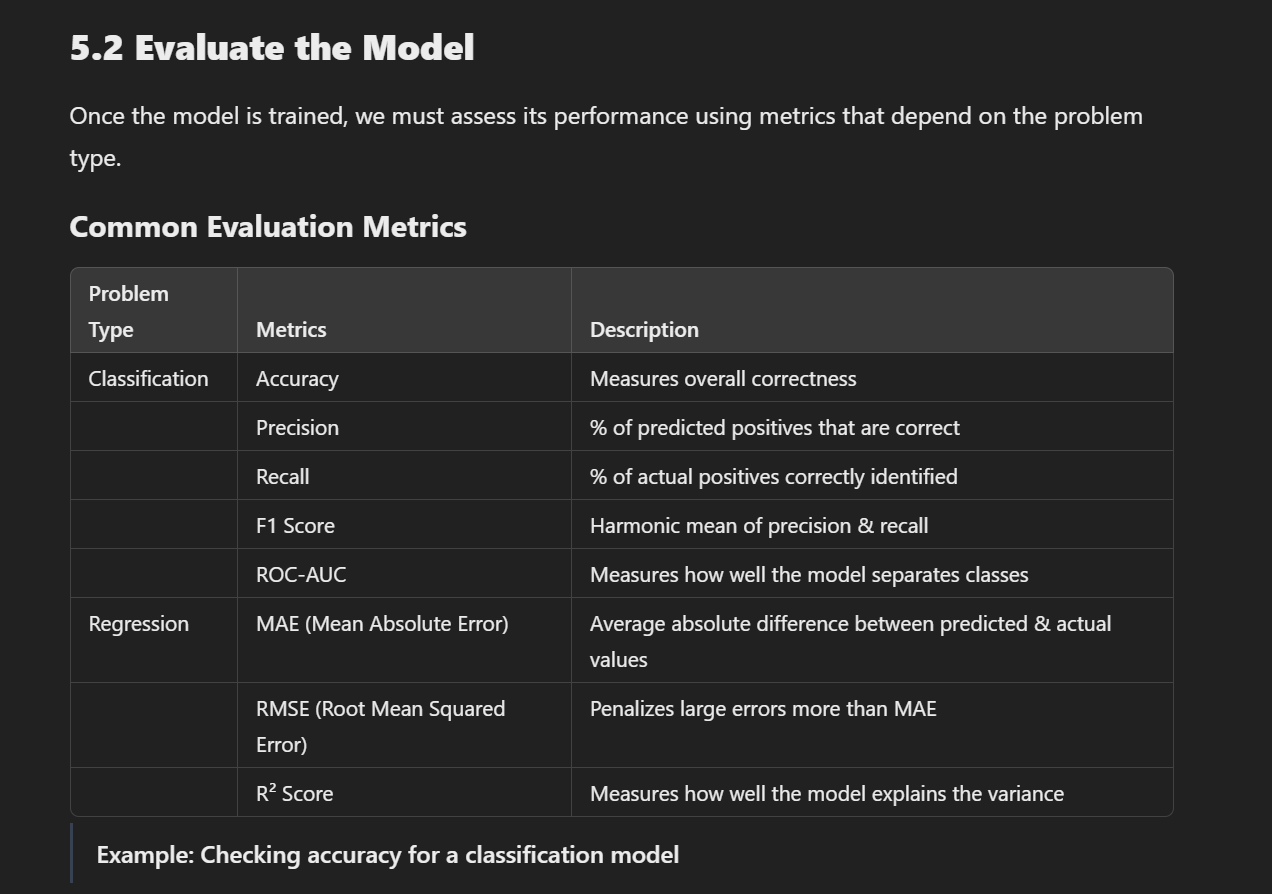 5.2 Evaluate the Model
Once the model is trained, we must assess its performance using metrics that depend on the problem
type.
Common Evaluation Metrics
Problem
Type
Metrics
Description
Classification
Accuracy
Measures overall correctness
Precision
% of predicted positives that are correct
Recall
% of actual positives correctly identified
F1 Score
Harmonic mean of precision & recall
ROC-AUC
Measures how well the model separates classes
Regression
MAE (Mean Absolute Error)
Average absolute difference between predicted & actual
values
RMSE (Root Mean Squared
Error)
Penalizes large errors more than MAE
R² Score
Measures how well the model explains the variance
Example: Checking accuracy for a classification model